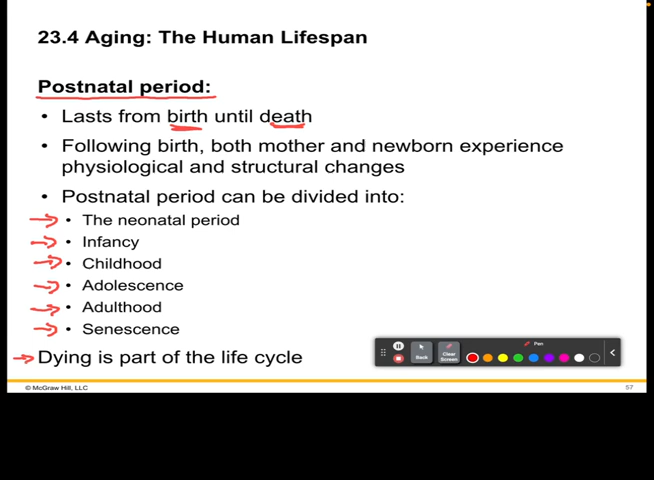 23.4 Aging: The Human Lifespan
Postnatal period:
• Lasts from birth until death
• Following birth, both mother and newborn experience
physiological and structural changes
• Postnatal period can be divided into:
• The neonatal period
• Infancy
• Childhood
• Adolescence
• Adulthood
• Senescence
Dying is part of the life cycle
Pen
Back
Clear
Screen
© McGraw Hill, LLC
57